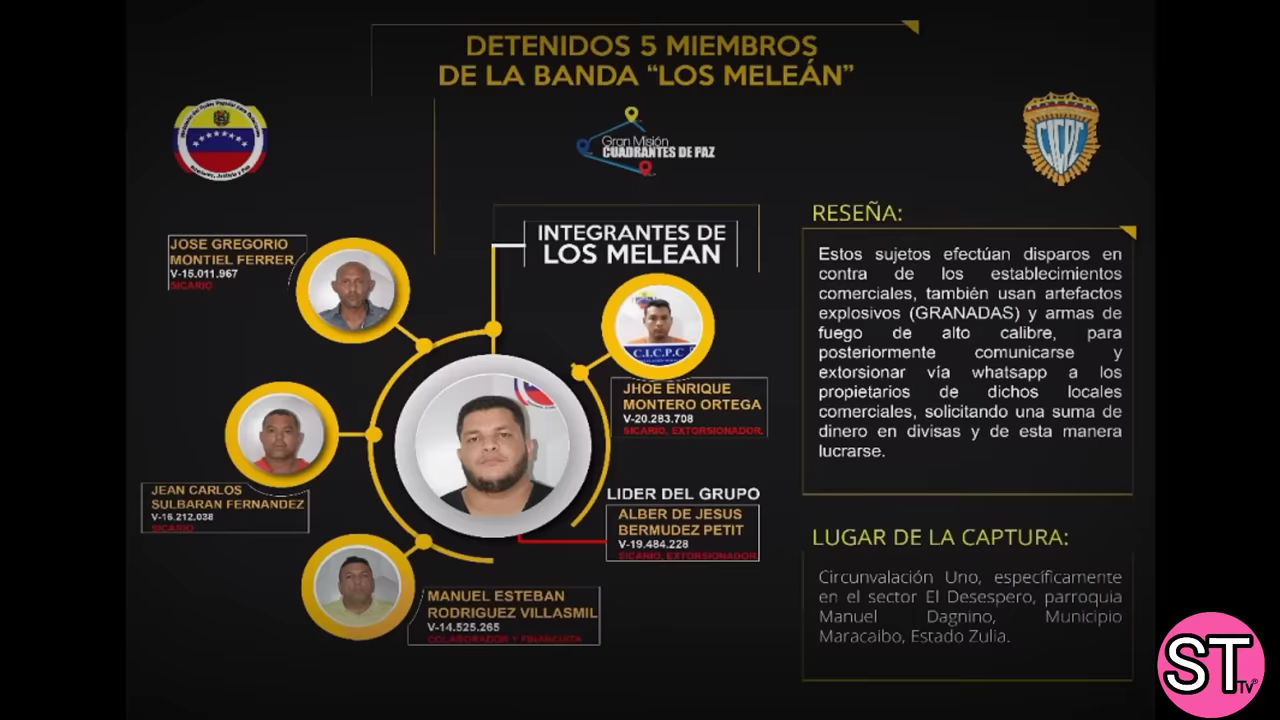 DETENIDOS 5 MIEMBROS
DE LA BANDA “LOS MELEÁN”
Gran Misión
CUADRANTES DE PAZ
CICPC
INTEGRANTES DE
LOS MELEAN
JOSE GREGORIO
MONTIEL FERRER
V-15.011.967
SICARIO
C.I.C.P.C
JHOE ENRIQUE
MONTERO ORTEGA
V-20.283.708
SICARIO, EXTORSIONADOR.
JEAN CARLOS
SULBARAN FERNANDEZ
V-16.212.038
SICARIO
LIDER DEL GRUPO
ALBER DE JESUS
BERMUDEZ PETIT
V-19.484.228
SICARIO, EXTORSIONADOR
MANUEL ESTEBAN
RODRIGUEZ VILLASMIL
V-14.525.265
COLABORADOR Y FINANCISTA
RESEÑA:
Estos sujetos efectúan disparos en
contra de los establecimientos
comerciales, también usan artefactos
explosivos (GRANADAS) y armas de
fuego de alto calibre, para
posteriormente comunicarse y
extorsionar vía whatsapp a los
propietarios de dichos locales
comerciales, solicitando una suma de
dinero en divisas y de esta manera
lucrarse.
LUGAR DE LA CAPTURA:
Circunvalación Uno, específicamente
en el sector El Desespero, parroquia
Manuel Dagnino, Municipio
Maracaibo, Estado Zulia.
ST
TV